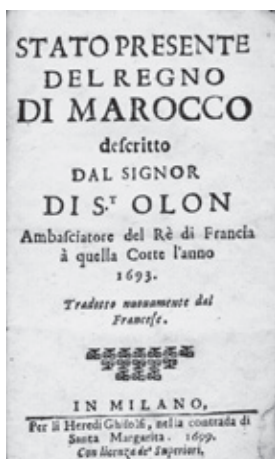 STATO PRESENTE
DEL REGNO
DI MAROCCO
deſcritto
DAL SIGNOR
DI S.T OLON
Ambaſciatore del Rè di Francia
à quella Corte l'anno
1693.
Tradotto nuovamente dal
Franceſe.
IN MILANO,
Per li Heredi Ghiſolfi, nella contrada di
Santa Margarita. 1699.
Con licenza de' Superiori,